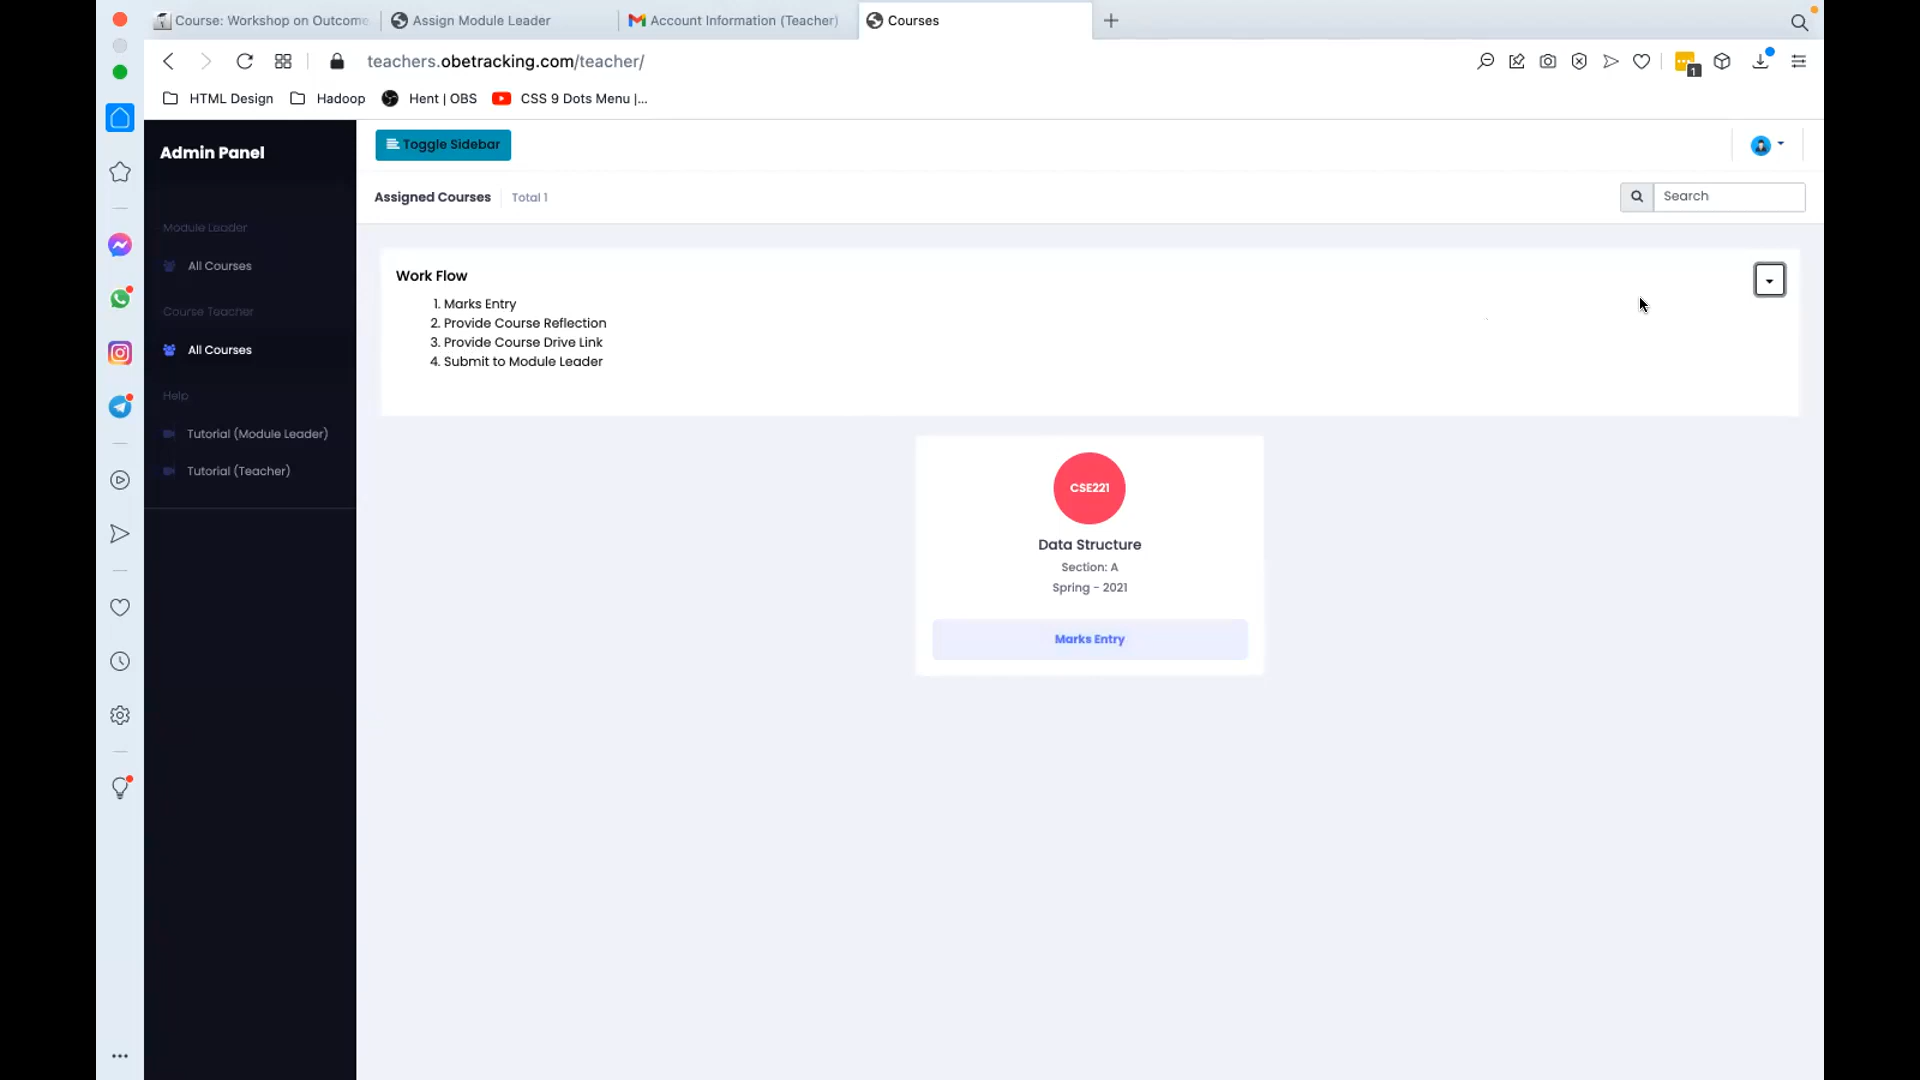 Course: Workshop on Outcome
Assign Module Leader
Account Information (Teacher)
Courses
teachers.obetracking.com/teacher/
1
HTML Design
Hadoop
Hent | OBS
CSS 9 Dots Menu |...
Admin Panel
Toggle Sidebar
Assigned Courses
Total 1
Search
Module Leader
All Courses
Course Teacher
All Courses
Help
Tutorial (Module Leader)
Tutorial (Teacher)
Work Flow
1. Marks Entry
2. Provide Course Reflection
3. Provide Course Drive Link
4. Submit to Module Leader
CSE221
Data Structure
Section: A
Spring - 2021
Marks Entry